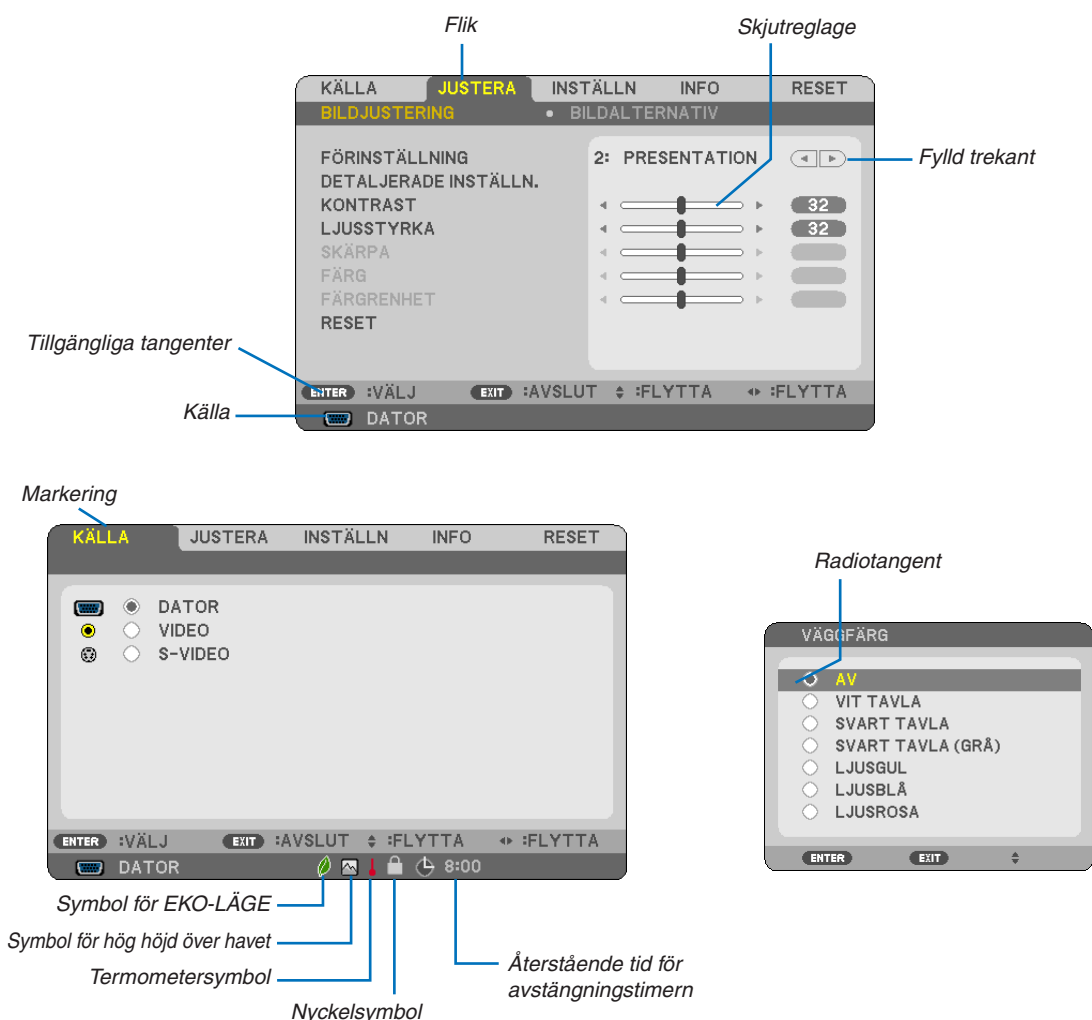 Flik
Skjutreglage
KÄLLA JUSTERA INSTÄLLN INFO RESET
BILDJUSTERING • BILDALTERNATIV
FÖRINSTÄLLNING 2: PRESENTATION
Fylld trekant
DETALJERADE INSTÄLLN.
KONTRAST 32
LJUSSTYRKA 32
SKÄRPA
FÄRG
FÄRGRENHET
RESET
Tillgängliga tangenter
ENTER :VÄLJ EXIT :AVSLUT :FLYTTA :FLYTTA
Källa
DATOR
Markering
KÄLLA JUSTERA INSTÄLLN INFO RESET
DATOR
VIDEO
S-VIDEO
ENTER :VÄLJ EXIT :AVSLUT :FLYTTA :FLYTTA
DATOR 8:00
Symbol för EKO-LÄGE
Symbol för hög höjd över havet
Termometersymbol
Nyckelsymbol
Återstående tid för
avstängningstimern
Radiotangent
VÄGGFÄRG
AV
VIT TAVLA
SVART TAVLA
SVART TAVLA (GRÅ)
LJUSGUL
LJUSBLÅ
LJUSROSA
ENTER EXIT